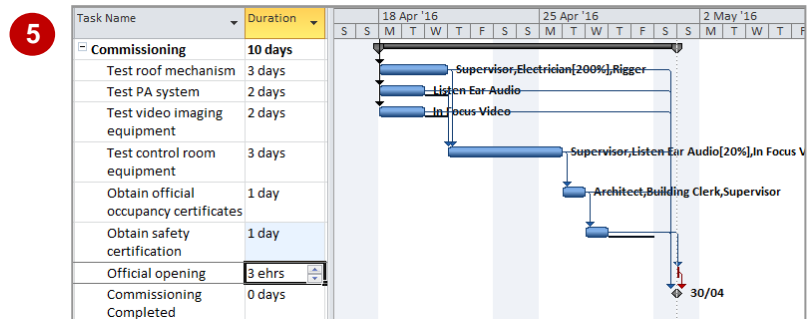 5
Task Name Duration 18 Apr '16 25 Apr '16 2 May '16
S S M T W T F S S M T W T F S S M T W T F
Commissioning 10 days
Test roof mechanism 3 days Supervisor,Electrician[200%],Rigger
Test PA system 2 days Listen Ear Audio
Test video imaging 2 days In Focus Video
equipment
Test control room 3 days Supervisor,Listen Ear Audio[20%],In Focus V
equipment
Obtain official 1 day Architect,Building Clerk,Supervisor
occupancy certificates
Obtain safety 1 day
certification
Official opening 3 ehrs
Commissioning 0 days 30/04
Completed